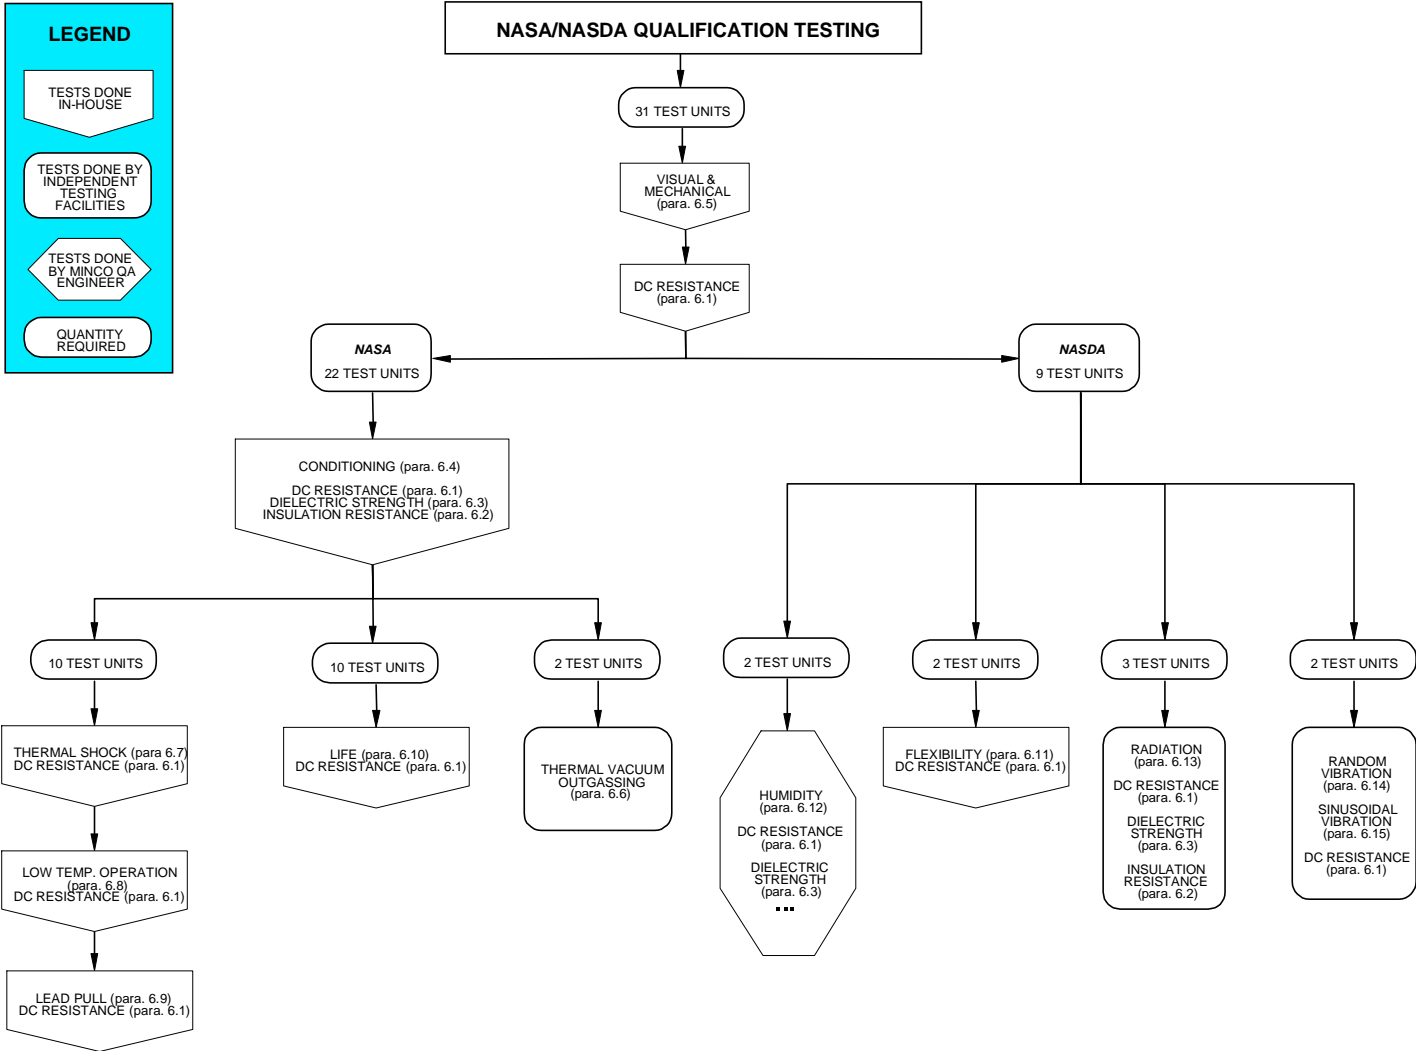 LEGEND
TESTS DONE
IN-HOUSE
TESTS DONE BY
INDEPENDENT
TESTING
FACILITIES
TESTS DONE
BY MINCO QA
ENGINEER
QUANTITY
REQUIRED
NASA/NASDA QUALIFICATION TESTING
31 TEST UNITS
VISUAL &
MECHANICAL
(para. 6.5)
DC RESISTANCE
(para. 6.1)
NASA
22 TEST UNITS
NASDA
9 TEST UNITS
CONDITIONING (para. 6.4)
DC RESISTANCE (para. 6.1)
DIELECTRIC STRENGTH (para. 6.3)
INSULATION RESISTANCE (para. 6.2)
10 TEST UNITS
10 TEST UNITS
2 TEST UNITS
2 TEST UNITS
2 TEST UNITS
3 TEST UNITS
2 TEST UNITS
THERMAL SHOCK (para 6.7)
DC RESISTANCE (para. 6.1)
LOW TEMP. OPERATION
(para. 6.8)
DC RESISTANCE (para. 6.1)
LEAD PULL (para. 6.9)
DC RESISTANCE (para. 6.1)
LIFE (para. 6.10)
DC RESISTANCE (para. 6.1)
THERMAL VACUUM
OUTGASSING
(para. 6.6)
HUMIDITY
(para. 6.12)
DC RESISTANCE
(para. 6.1)
DIELECTRIC
STRENGTH
(para. 6.3)
FLEXIBILITY (para. 6.11)
DC RESISTANCE (para. 6.1)
RADIATION
(para. 6.13)
DC RESISTANCE
(para. 6.1)
DIELECTRIC
STRENGTH
(para. 6.3)
INSULATION
RESISTANCE
(para. 6.2)
RANDOM
VIBRATION
(para. 6.14)
SINUSOIDAL
VIBRATION
(para. 6.15)
DC RESISTANCE
(para. 6.1)